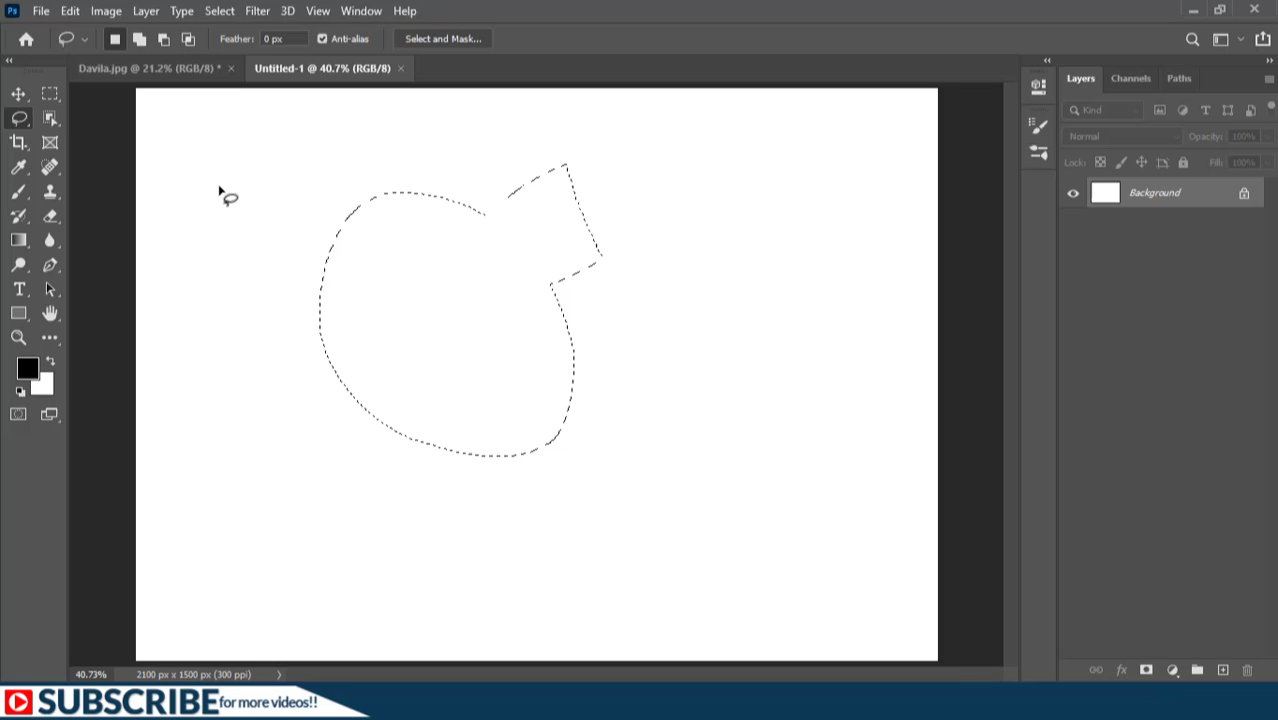 Ps File Edit Image Layer Type Select Filter 3D View Window Help
Feather: 0 px Anti-alias Select and Mask...
Davila.jpg @ 21.2% (RGB/8) * × Untitled-1 @ 40.7% (RGB/8) ×
Layers Channels Paths
Kind
Normal Opacity: 100%
Lock: Fill: 100%
Background
40.73% 2100 px x 1500 px (300 ppi)
SUBSCRIBE for more videos!!